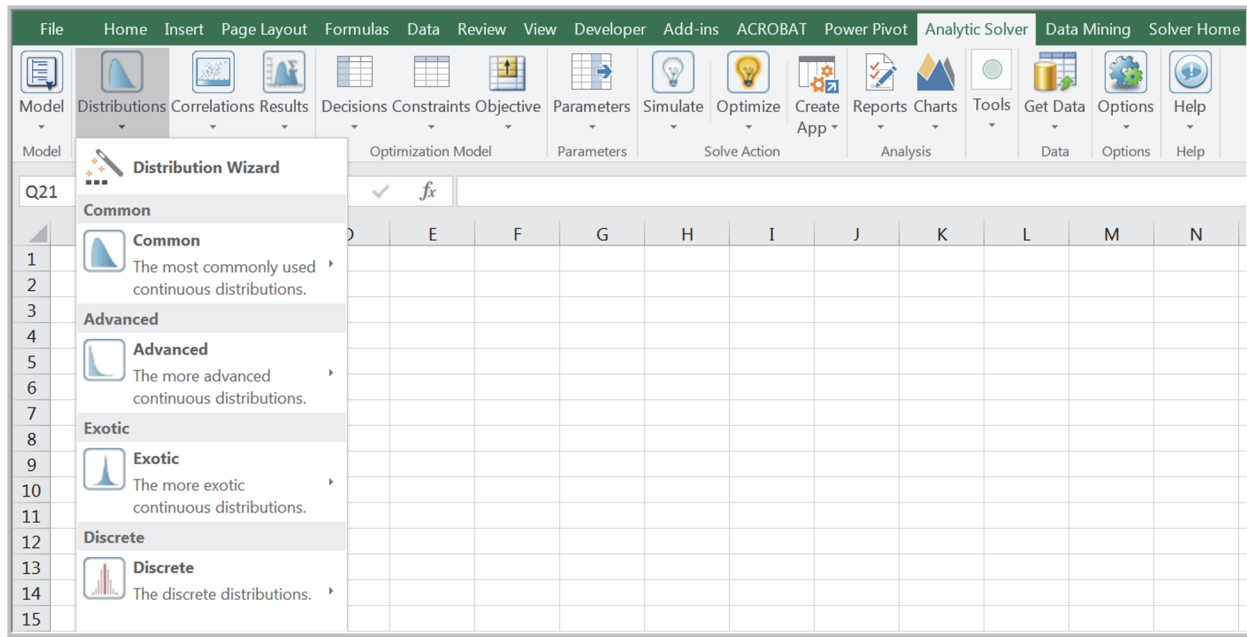 File Home Insert Page Layout Formulas Data Review View Developer Add-ins ACROBAT Power Pivot Analytic Solver Data Mining Solver Home
Model Distributions Correlations Results Decisions Constraints Objective Parameters Simulate Optimize Create App Reports Charts Tools Get Data Options Help
Model Optimization Model Parameters Solve Action Analysis Data Options Help
Distribution Wizard
Q21 fx
Common
D E F G H I J K L M N
Common
The most commonly used
continuous distributions.
Advanced
Advanced
The more advanced
continuous distributions.
Exotic
Exotic
The more exotic
continuous distributions.
Discrete
Discrete
The discrete distributions.
1
2
3
4
5
6
7
8
9
10
11
12
13
14
15